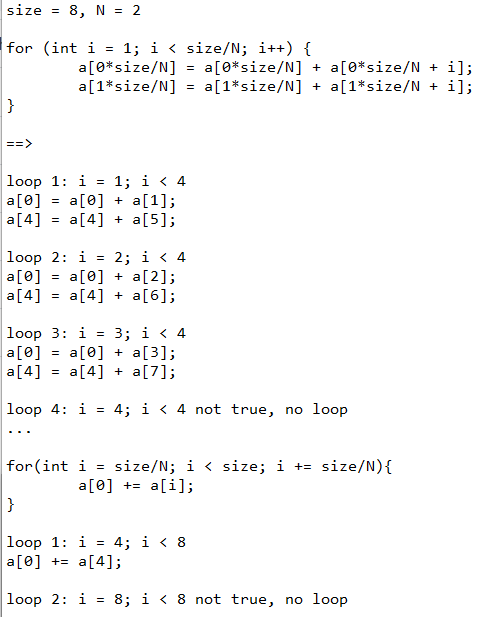 size = 8, N = 2
for (int i = 1; i < size/N; i++) {
        a[0*size/N] = a[0*size/N] + a[0*size/N + i];
        a[1*size/N] = a[1*size/N] + a[1*size/N + i];
}
==>
loop 1: i = 1; i < 4
a[0] = a[0] + a[1];
a[4] = a[4] + a[5];
loop 2: i = 2; i < 4
a[0] = a[0] + a[2];
a[4] = a[4] + a[6];
loop 3: i = 3; i < 4
a[0] = a[0] + a[3];
a[4] = a[4] + a[7];
loop 4: i = 4; i < 4 not true, no loop
...
for(int i = size/N; i < size; i += size/N){
        a[0] += a[i];
}
loop 1: i = 4; i < 8
a[0] += a[4];
loop 2: i = 8; i < 8 not true, no loop